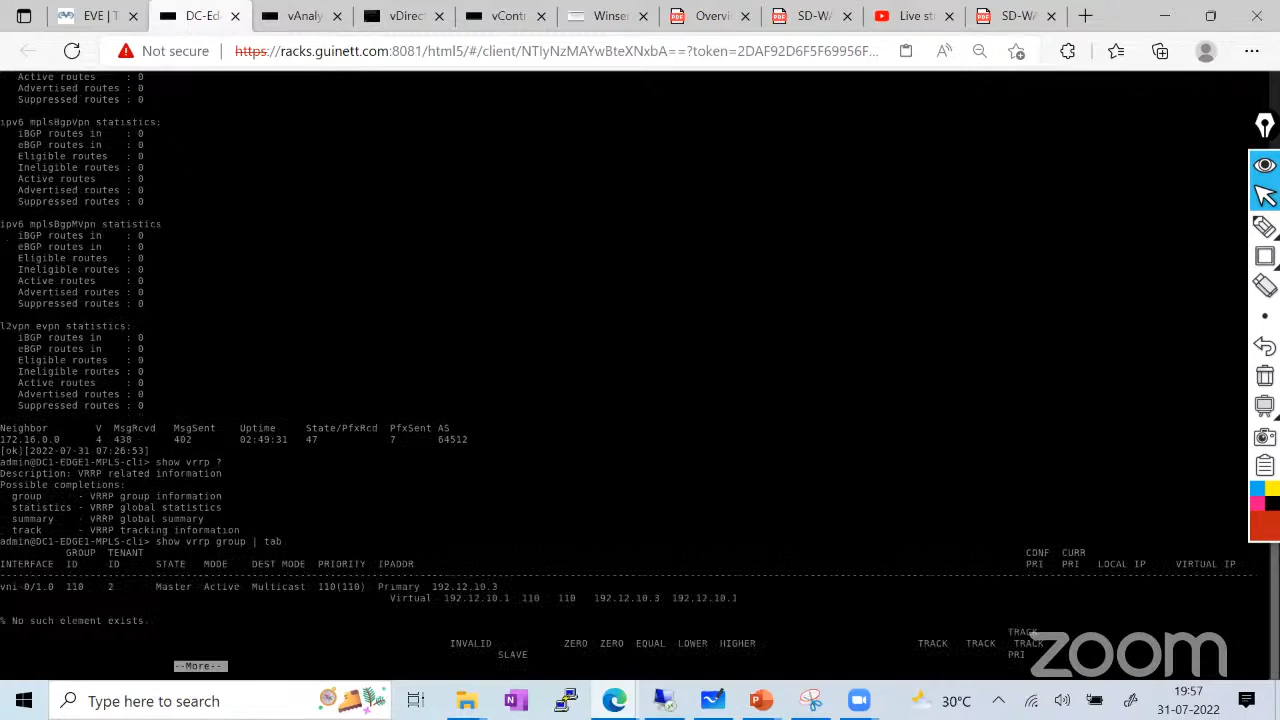 DC-Ed
vContr
Winser
SD-W
Live st
SD-Wa
Not secure
https://racks.guinett.com:8081/html5/#/client/NTIyNzMAYwBteXNxbA==?token=2DAF92D6F5F69956F...
Active routes : 0
Advertised routes : 0
Suppressed routes : 0
ipv6 mplsBgpVpn statistics:
iBGP routes in : 0
eBGP routes in : 0
Eligible routes : 0
Ineligible routes : 0
Active routes : 0
Advertised routes : 0
Suppressed routes : 0
ipv6 mplsBgpMVpn statistics
iBGP routes in : 0
eBGP routes in : 0
Eligible routes : 0
Ineligible routes : 0
Active routes : 0
Advertised routes : 0
Suppressed routes : 0
l2vpn evpn statistics:
iBGP routes in : 0
eBGP routes in : 0
Eligible routes : 0
Ineligible routes : 0
Active routes : 0
Advertised routes : 0
Suppressed routes : 0
Neighbor V MsgRcvd MsgSent Uptime State/PfxRcd PfxSent AS
172.16.0.0 4 438 402 02:49:31 47 7 64512
[ok][2022-07-31 07:26:53]
admin@DC1-EDGE1-MPLS-cli> show vrrp ?
Description: VRRP related information
Possible completions:
group - VRRP group information
statistics - VRRP global statistics
summary - VRRP global summary
track - VRRP tracking information
admin@DC1-EDGE1-MPLS-cli> show vrrp group | tab
GROUP TENANT CONF CURR
INTERFACE ID ID STATE MODE DEST MODE PRIORITY IPADDR PRI PRI LOCAL IP VIRTUAL IP
vni-0/1.0 110 2 Master Active Multicast 110(110) Primary 192.12.10.3
Virtual 192.12.10.1 110 110 192.12.10.3 192.12.10.1
% No such element exists.
TRACK
INVALID ZERO ZERO EQUAL LOWER HIGHER TRACK TRACK TRACK
SLAVE PRI
--More--
zoom
Type here to search
30°C
19:57
31-07-2022